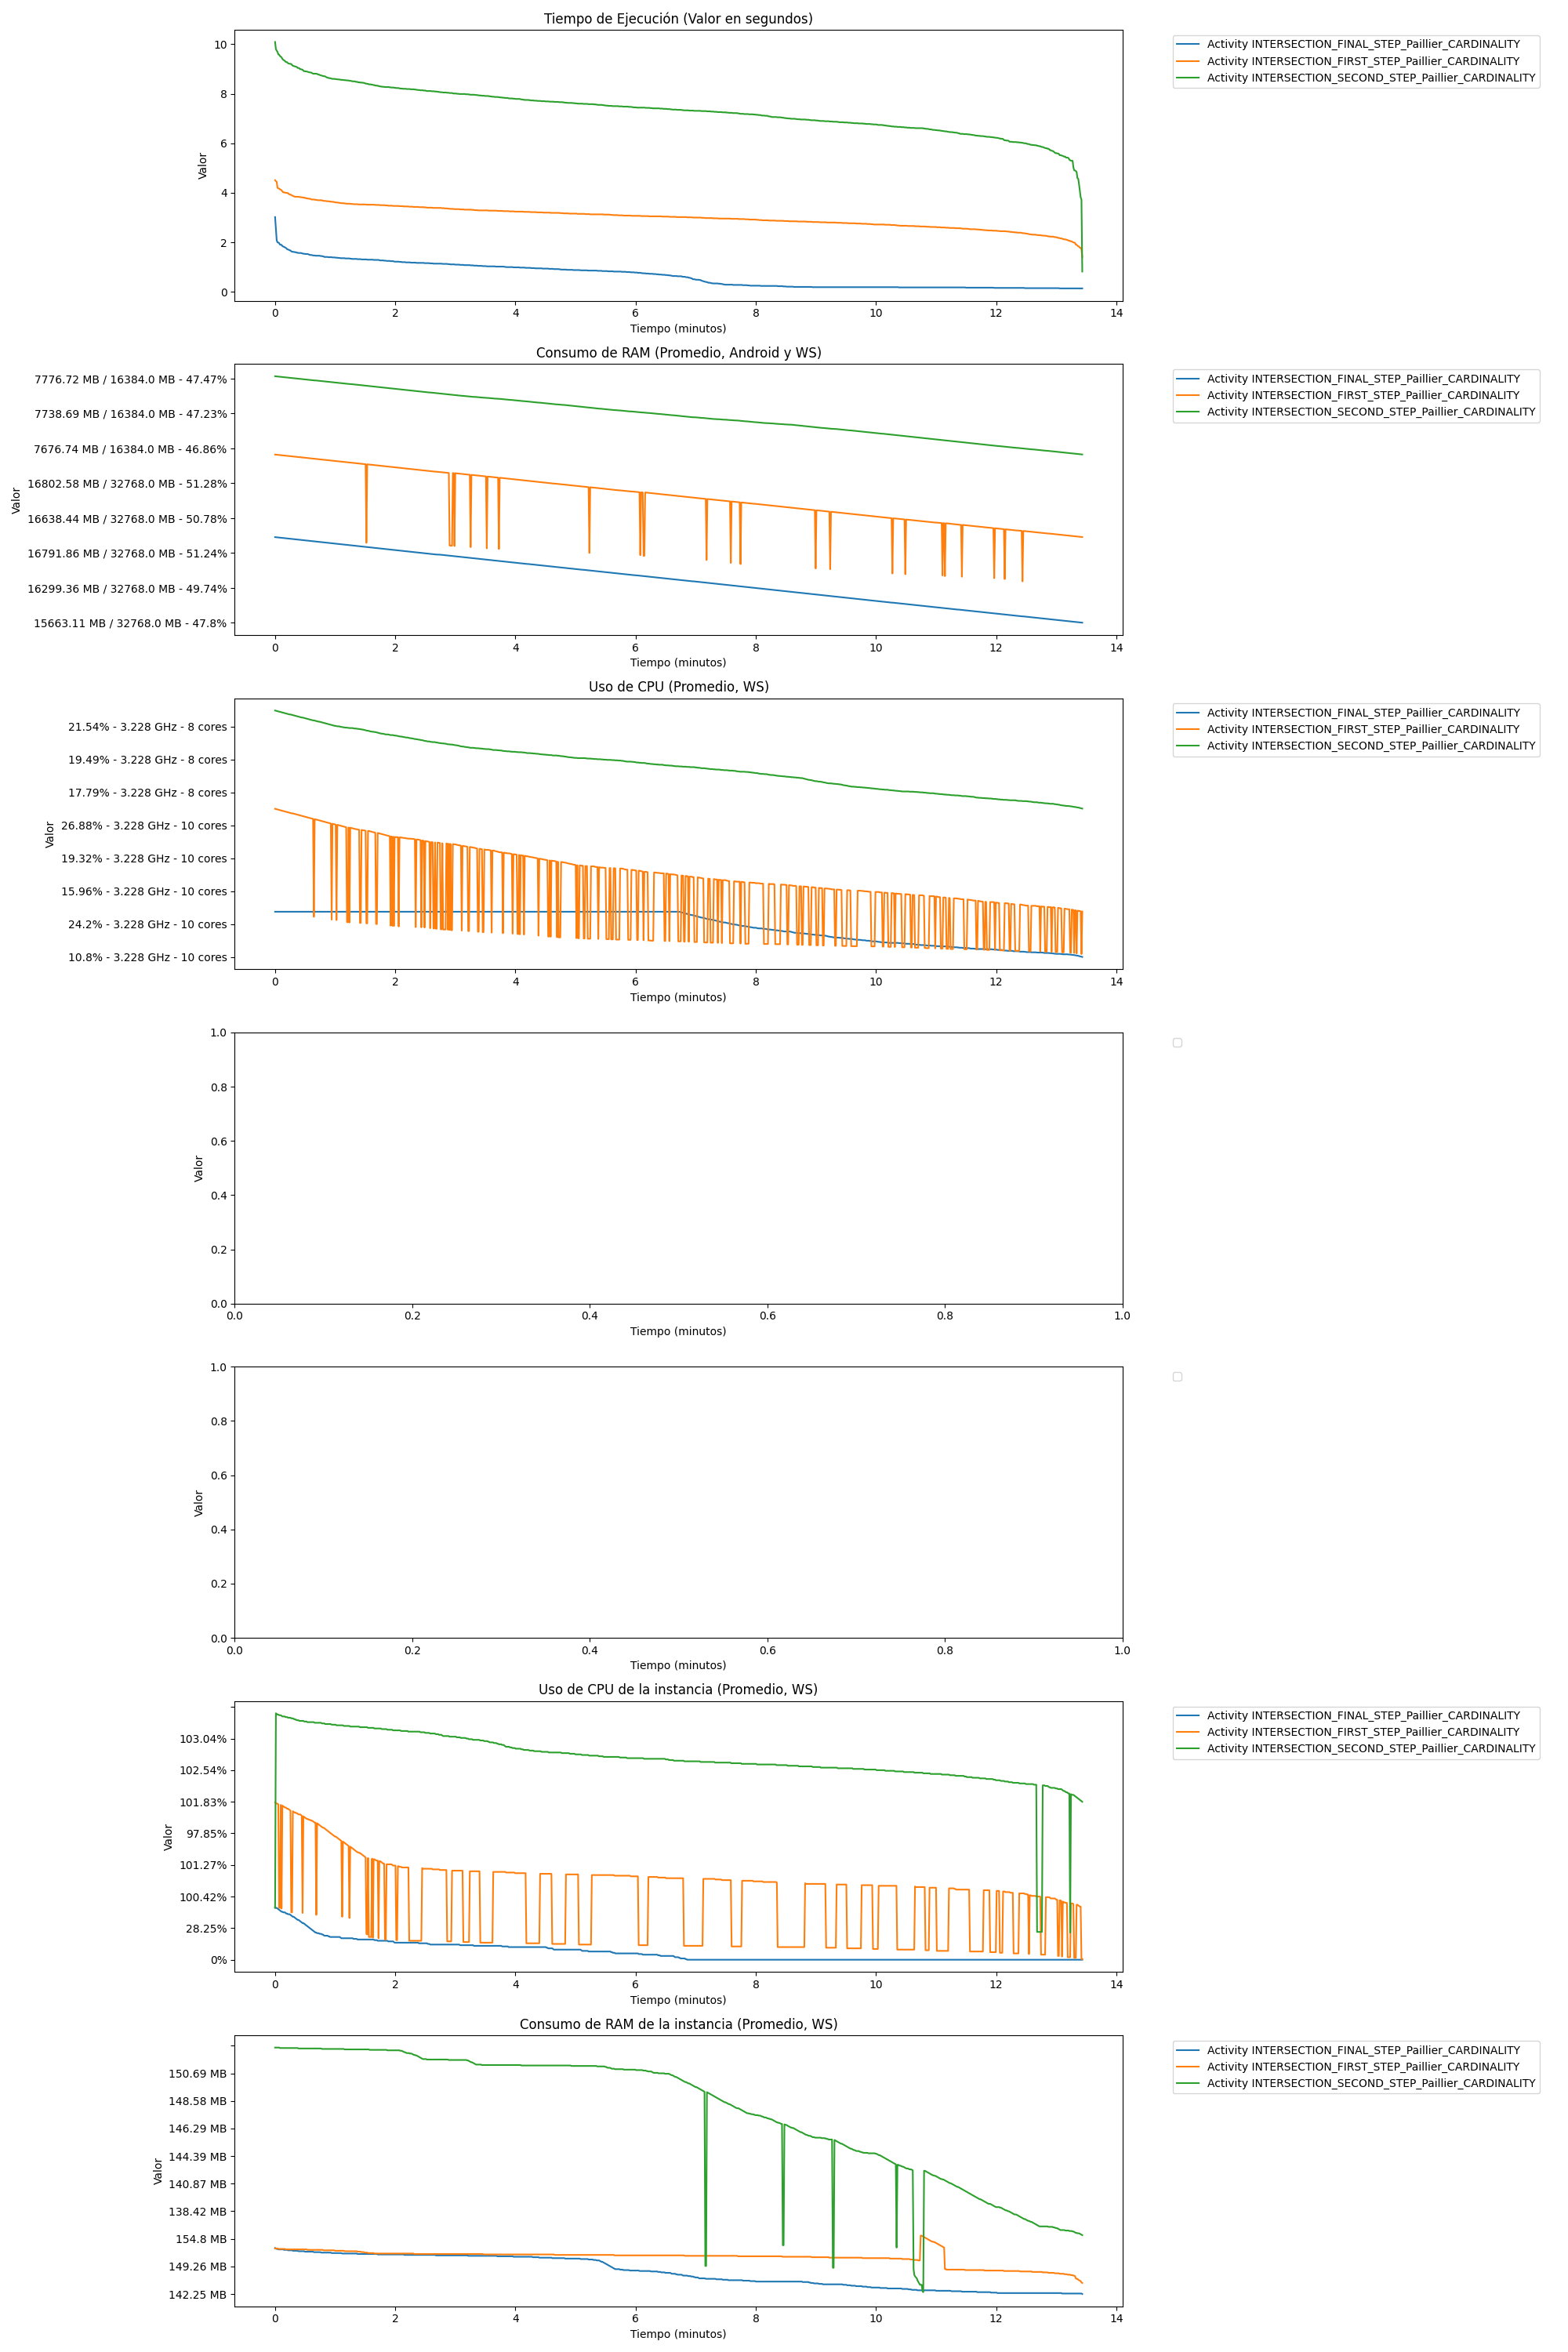 Tiempo de Ejecución (Valor en segundos)
10
8
6
4
2
0
Valor
0 2 4 6 8 10 12 14
Tiempo (minutos)
Activity INTERSECTION_FINAL_STEP_Paillier_CARDINALITY
Activity INTERSECTION_FIRST_STEP_Paillier_CARDINALITY
Activity INTERSECTION_SECOND_STEP_Paillier_CARDINALITY
Consumo de RAM (Promedio, Android y WS)
7776.72 MB / 16384.0 MB - 47.47%
7738.69 MB / 16384.0 MB - 47.23%
7676.74 MB / 16384.0 MB - 46.86%
16802.58 MB / 32768.0 MB - 51.28%
16638.44 MB / 32768.0 MB - 50.78%
16791.86 MB / 32768.0 MB - 51.24%
16299.36 MB / 32768.0 MB - 49.74%
15663.11 MB / 32768.0 MB - 47.8%
Valor
0 2 4 6 8 10 12 14
Tiempo (minutos)
Activity INTERSECTION_FINAL_STEP_Paillier_CARDINALITY
Activity INTERSECTION_FIRST_STEP_Paillier_CARDINALITY
Activity INTERSECTION_SECOND_STEP_Paillier_CARDINALITY
Uso de CPU (Promedio, WS)
21.54% - 3.228 GHz - 8 cores
19.49% - 3.228 GHz - 8 cores
17.79% - 3.228 GHz - 8 cores
26.88% - 3.228 GHz - 10 cores
19.32% - 3.228 GHz - 10 cores
15.96% - 3.228 GHz - 10 cores
24.2% - 3.228 GHz - 10 cores
10.8% - 3.228 GHz - 10 cores
Valor
0 2 4 6 8 10 12 14
Tiempo (minutos)
Activity INTERSECTION_FINAL_STEP_Paillier_CARDINALITY
Activity INTERSECTION_FIRST_STEP_Paillier_CARDINALITY
Activity INTERSECTION_SECOND_STEP_Paillier_CARDINALITY
1.0
0.8
0.6
0.4
0.2
0.0
Valor
0.0 0.2 0.4 0.6 0.8 1.0
Tiempo (minutos)
1.0
0.8
0.6
0.4
0.2
0.0
Valor
0.0 0.2 0.4 0.6 0.8 1.0
Tiempo (minutos)
Uso de CPU de la instancia (Promedio, WS)
103.04%
102.54%
101.83%
97.85%
101.27%
100.42%
28.25%
0%
Valor
0 2 4 6 8 10 12 14
Tiempo (minutos)
Activity INTERSECTION_FINAL_STEP_Paillier_CARDINALITY
Activity INTERSECTION_FIRST_STEP_Paillier_CARDINALITY
Activity INTERSECTION_SECOND_STEP_Paillier_CARDINALITY
Consumo de RAM de la instancia (Promedio, WS)
150.69 MB
148.58 MB
146.29 MB
144.39 MB
140.87 MB
138.42 MB
154.8 MB
149.26 MB
142.25 MB
Valor
0 2 4 6 8 10 12 14
Tiempo (minutos)
Activity INTERSECTION_FINAL_STEP_Paillier_CARDINALITY
Activity INTERSECTION_FIRST_STEP_Paillier_CARDINALITY
Activity INTERSECTION_SECOND_STEP_Paillier_CARDINALITY